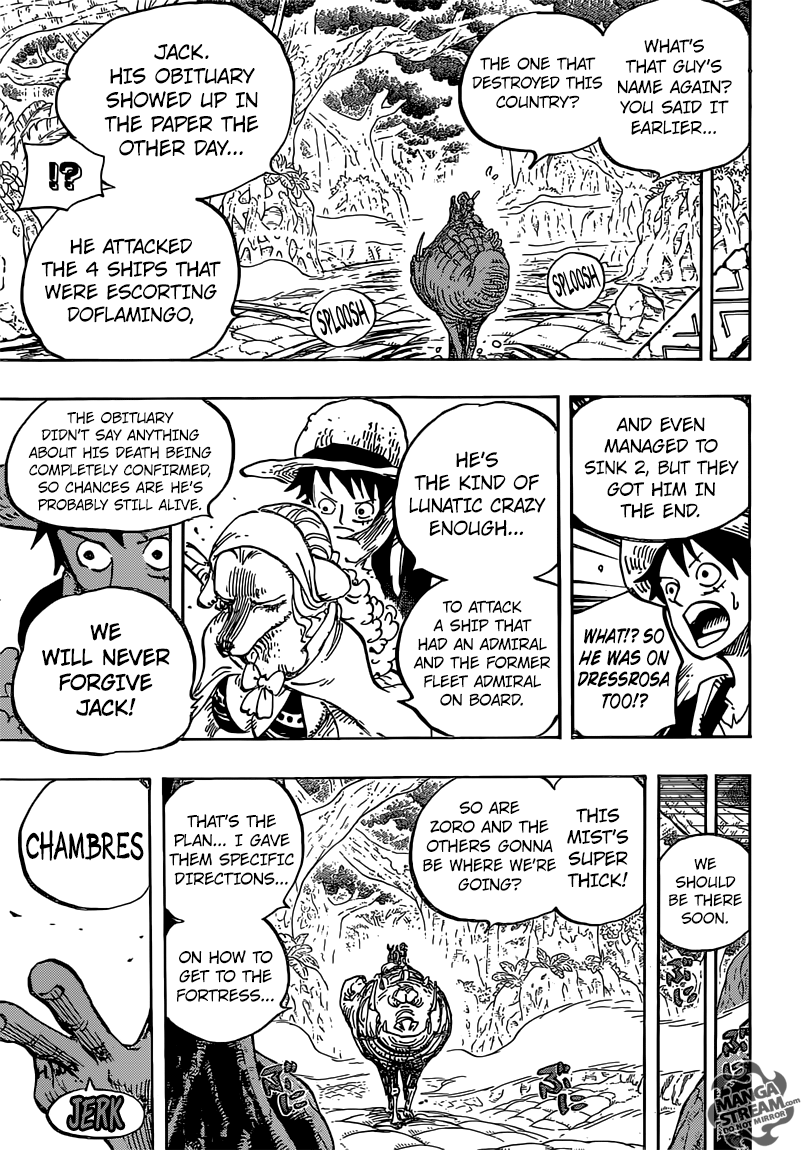 WHAT'S
THAT GUY'S
NAME AGAIN?
YOU SAID IT
EARLIER...
THE ONE THAT
DESTROYED THIS
COUNTRY?
SPLOOSH
SPLOOSH
JACK.
HIS OBITUARY
SHOWED UP IN
THE PAPER THE
OTHER DAY...
!?
HE ATTACKED
THE 4 SHIPS THAT
WERE ESCORTING
DOFLAMINGO,
AND EVEN
MANAGED TO
SINK 2, BUT THEY
GOT HIM IN
THE END.
WHAT!? SO
HE WAS ON
DRESSROSA
TOO!?
HE'S
THE KIND OF
LUNATIC CRAZY
ENOUGH...
TO ATTACK
A SHIP THAT
HAD AN ADMIRAL
AND THE FORMER
FLEET ADMIRAL
ON BOARD.
THE OBITUARY
DIDN'T SAY ANYTHING
ABOUT HIS DEATH BEING
COMPLETELY CONFIRMED,
SO CHANCES ARE HE'S
PROBABLY STILL ALIVE.
WE
WILL NEVER
FORGIVE
JACK!
WE
SHOULD
BE THERE
SOON.
THIS
MIST'S
SUPER
THICK!
SO ARE
ZORO AND THE
OTHERS GONNA
BE WHERE WE'RE
GOING?
THAT'S THE
PLAN... I GAVE
THEM SPECIFIC
DIRECTIONS...
ON HOW TO
GET TO THE
FORTRESS...
CHAMBRES
JERK
MANGA
STREAM.com
DO NOT MIRROR